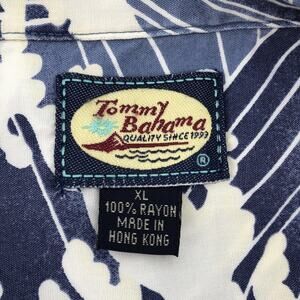 Tommy
Bahama
QUALITY SINCE 1993
®
XL
100% RAYON
MADE IN
HONG KONG